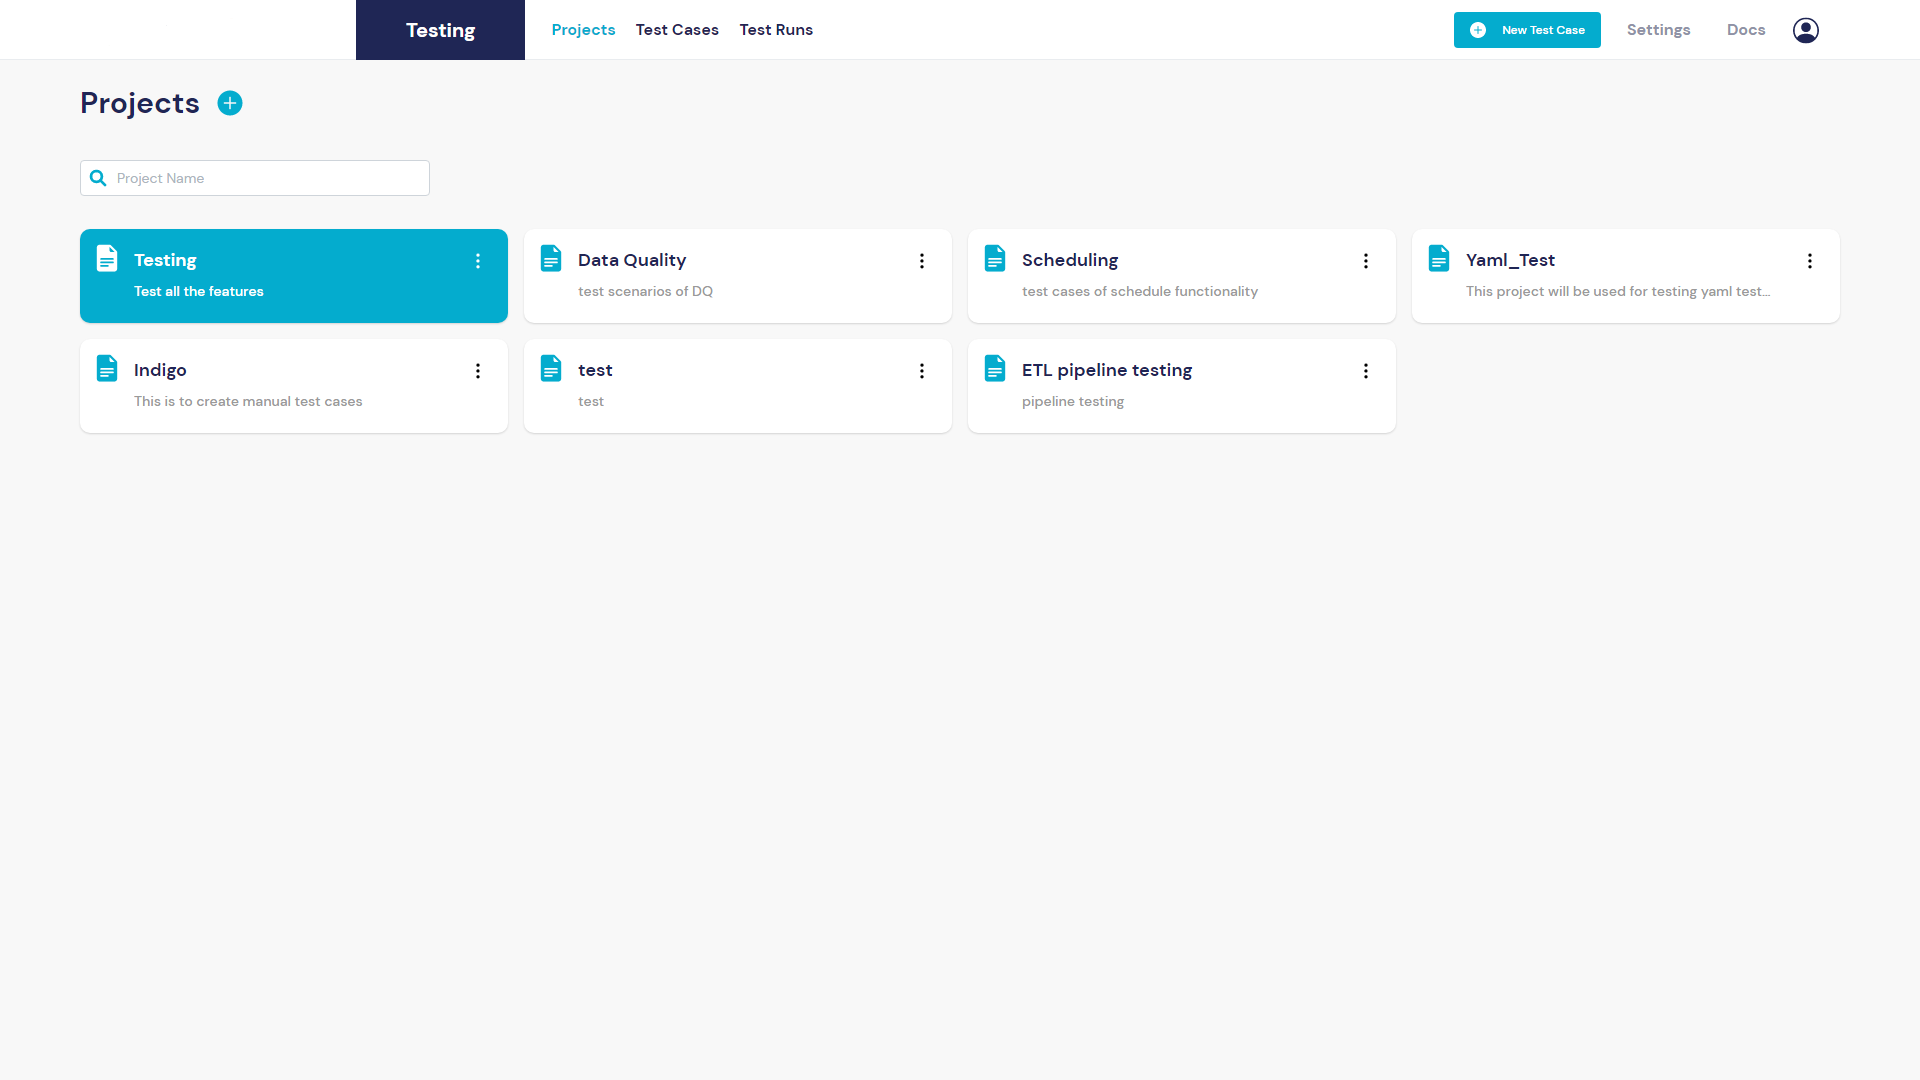 Testing
Projects
Test Cases
Test Runs
New Test Case
Settings
Docs
Projects
Project Name
Testing
Test all the features
Data Quality
test scenarios of DQ
Scheduling
test cases of schedule functionality
Yaml_Test
This project will be used for testing yaml test...
Indigo
This is to create manual test cases
test
test
ETL pipeline testing
pipeline testing